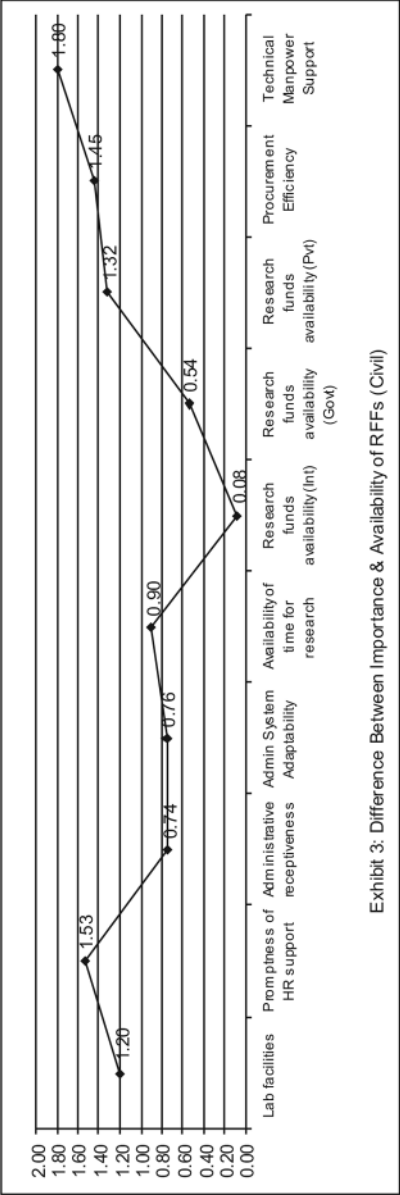 2.00
1.80
1.60
1.40
1.20
1.00
0.80
0.60
0.40
0.20
0.00
1.20
1.53
0.74
0.76
0.90
0.08
0.54
1.32
1.45
1.80
Lab facilities
Promptness of
HR support
Administrative
receptiveness
Admin System
Adaptability
Availability of
time for
research
Research
funds
availability (Int)
Research
funds
availability
(Govt)
Research
funds
availability (Pvt)
Procurement
Efficiency
Technical
Manpower
Support
Exhibit 3: Difference Between Importance & Availability of RFFs (Civil)